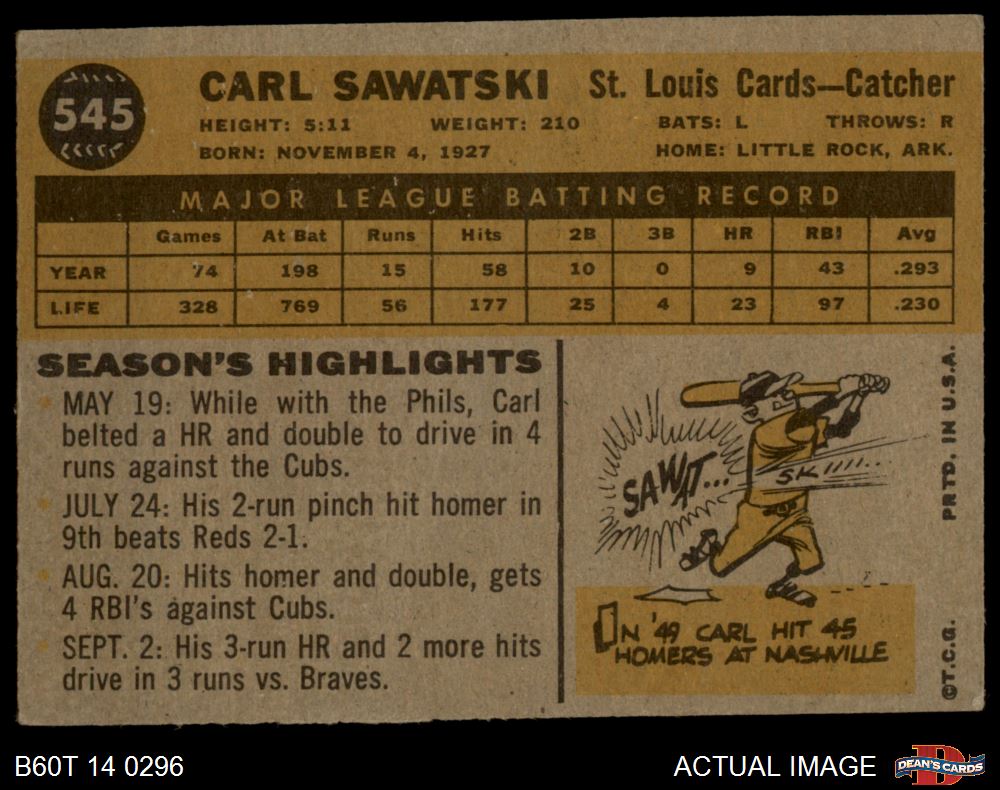 545
CARL SAWATSKI St. Louis Cards—Catcher
HEIGHT: 5:11 WEIGHT: 210 BATS: L THROWS: R
BORN: NOVEMBER 4, 1927 HOME: LITTLE ROCK, ARK.
MAJOR LEAGUE BATTING RECORD
Games At Bat Runs Hits 2B 3B HR RBI Avg
YEAR 74 198 15 58 10 0 9 43 .293
LIFE 328 769 56 177 25 4 23 97 .230
SEASON'S HIGHLIGHTS
MAY 19: While with the Phils, Carl
belted a HR and double to drive in 4
runs against the Cubs.
JULY 24: His 2-run pinch hit homer in
9th beats Reds 2-1.
AUG. 20: Hits homer and double, gets
4 RBI's against Cubs.
SEPT. 2: His 3-run HR and 2 more hits
drive in 3 runs vs. Braves.
SAWAT... SKIIII...
IN '49 CARL HIT 45
HOMERS AT NASHVILLE
©T.C.G. PRTD. IN U.S.A.
B60T 14 0296 ACTUAL IMAGE DEAN'S CARDS